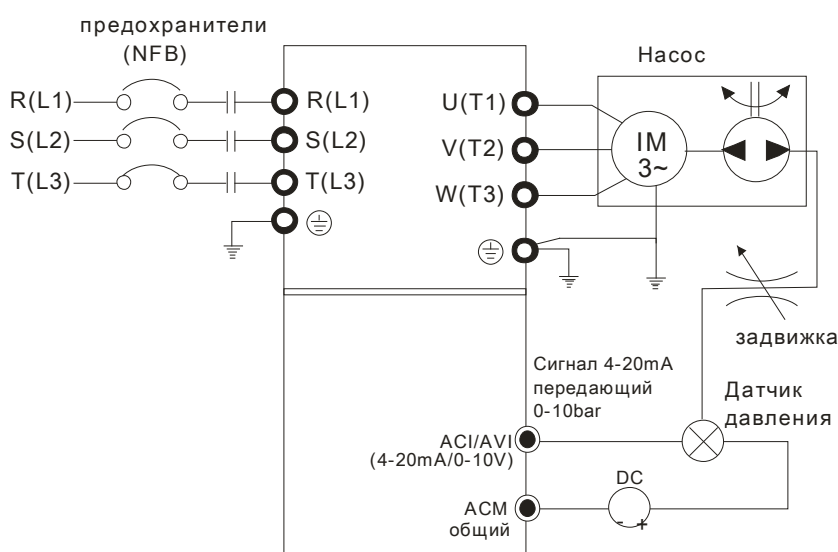 предохранители
(NFB)
Насос
R(L1)
R(L1)
U(T1)
S(L2)
S(L2)
V(T2)
IM
3~
T(L3)
T(L3)
W(T3)
задвижка
Сигнал 4-20mA
передающий
0-10bar
Датчик
давления
ACI/AVI
(4-20mA/0-10V)
DC
- +
ACM
общий